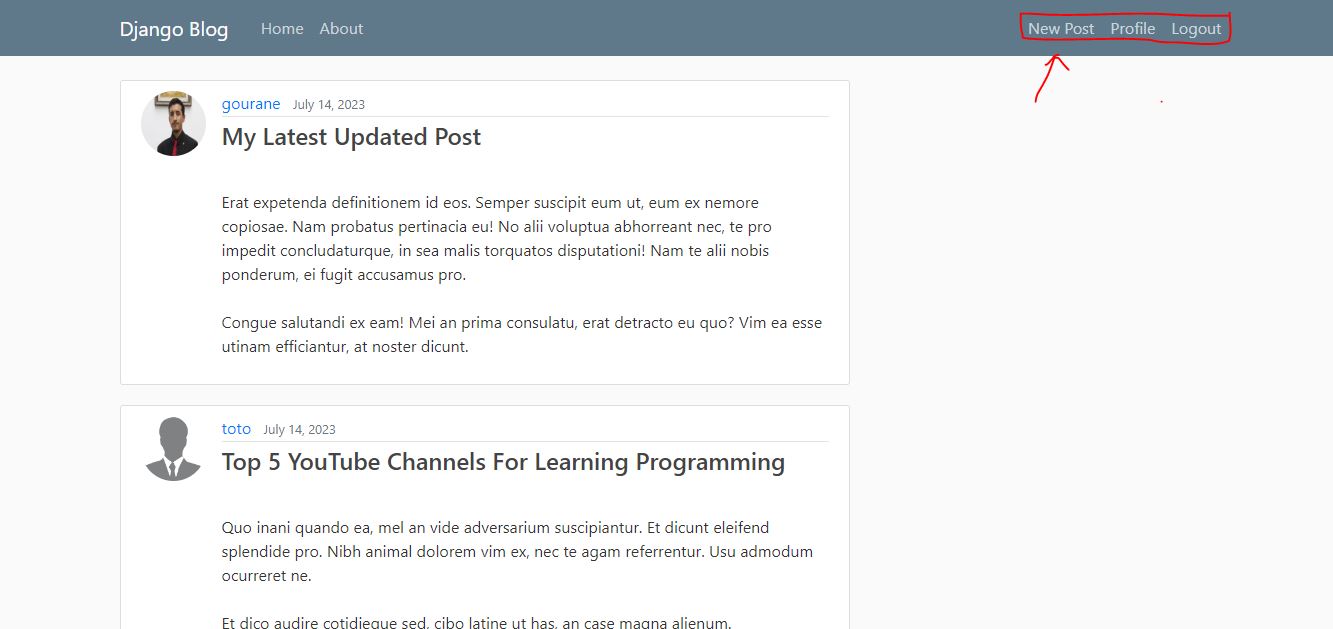 Django Blog Home About New Post Profile Logout
gourane July 14, 2023
My Latest Updated Post
Erat expetenda definitionem id eos. Semper suscipit eum ut, eum ex nemore
copiosae. Nam probatus pertinacia eu! No alii voluptua abhorreant nec, te pro
impedit concludaturque, in sea malis torquatos disputationi! Nam te alii nobis
ponderum, ei fugit accusamus pro.
Congue salutandi ex eam! Mei an prima consulatu, erat detracto eu quo? Vim ea esse
utinam efficiantur, at noster dicunt.
toto July 14, 2023
Top 5 YouTube Channels For Learning Programming
Quo inani quando ea, mel an vide adversarium suscipiantur. Et dicunt eleifend
splendide pro. Nibh animal dolorem vim ex, nec te agam referrentur. Usu admodum
ocurreret ne.
Et dico audire cotidieque sed, cibo latine ut has, an case magna alienum.